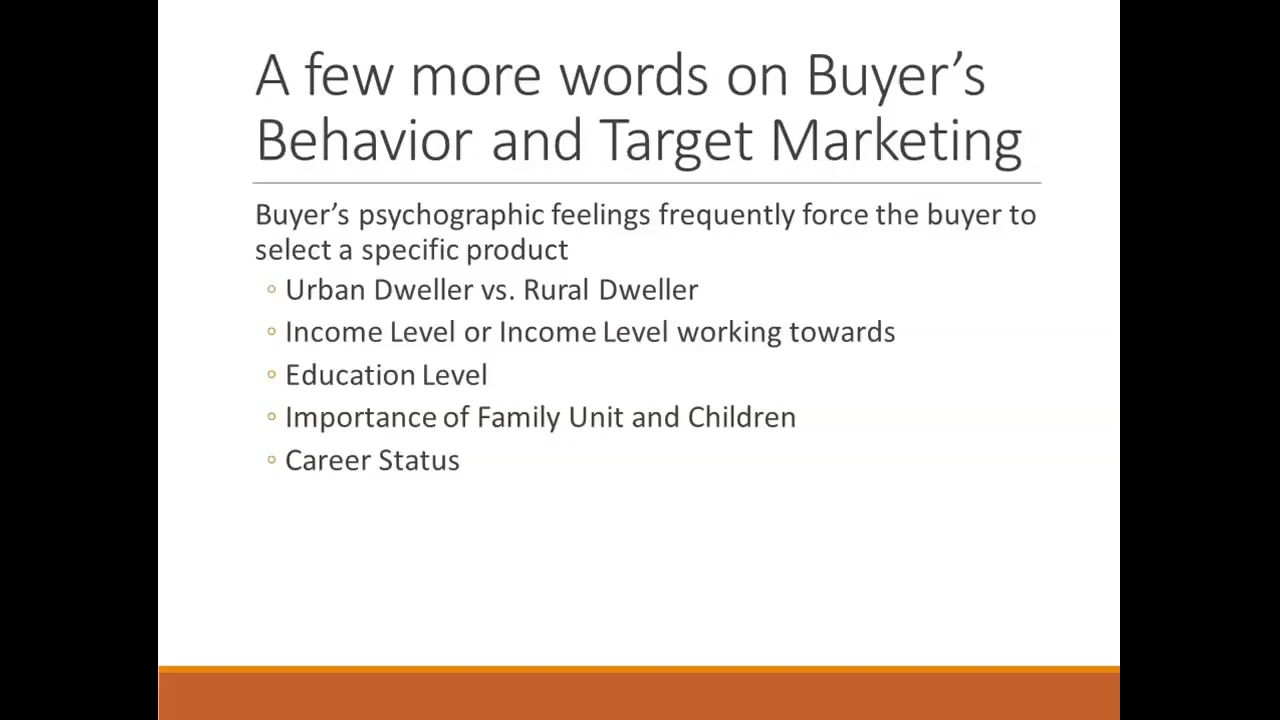 A few more words on Buyer’s
Behavior and Target Marketing
Buyer’s psychographic feelings frequently force the buyer to
select a specific product
◦ Urban Dweller vs. Rural Dweller
◦ Income Level or Income Level working towards
◦ Education Level
◦ Importance of Family Unit and Children
◦ Career Status